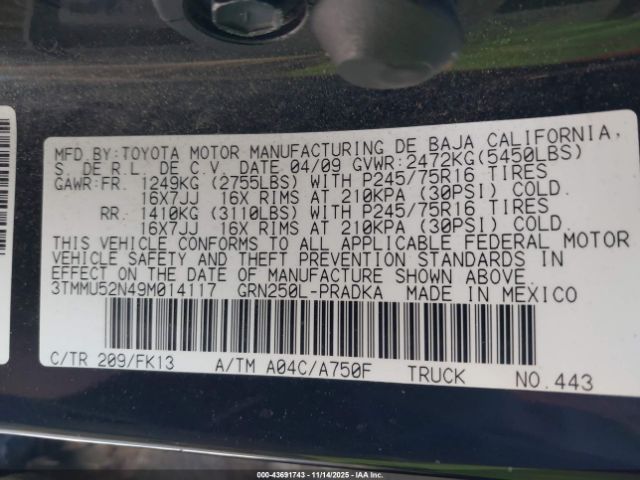 MFD.BY:TOYOTA MOTOR MANUFACTURING DE BAJA CALIFORNIA,
S. DE R.L. DE C.V. DATE 04/09 GVWR:2472KG(5450LBS)
GAWR:FR. 1249KG (2755LBS) WITH P245/75R16 TIRES
16X7JJ 16X RIMS AT 210KPA (30PSI) COLD.
RR. 1410KG (3110LBS) WITH P245/75R16 TIRES
16X7JJ 16X RIMS AT 210KPA (30PSI) COLD.
THIS VEHICLE CONFORMS TO ALL APPLICABLE FEDERAL MOTOR
VEHICLE SAFETY AND THEFT PREVENTION STANDARDS IN
EFFECT ON THE DATE OF MANUFACTURE SHOWN ABOVE.
3TMMU52N49M014117 GRN250L-PRADKA MADE IN MEXICO
C/TR 209/FK13 A/TM A04C/A750F TRUCK NO.443
000-43691743 | 11/14/2025 | IAAI.COM